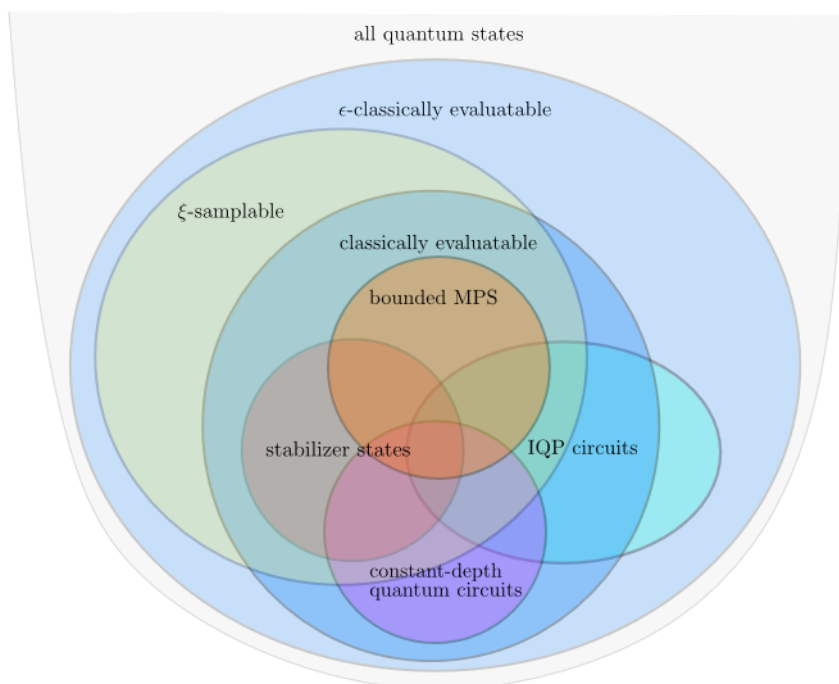 all quantum states
ϵ-classically evaluatable
ξ-samplable
classically evaluatable
bounded MPS
stabilizer states
IQP circuits
constant-depth
quantum circuits